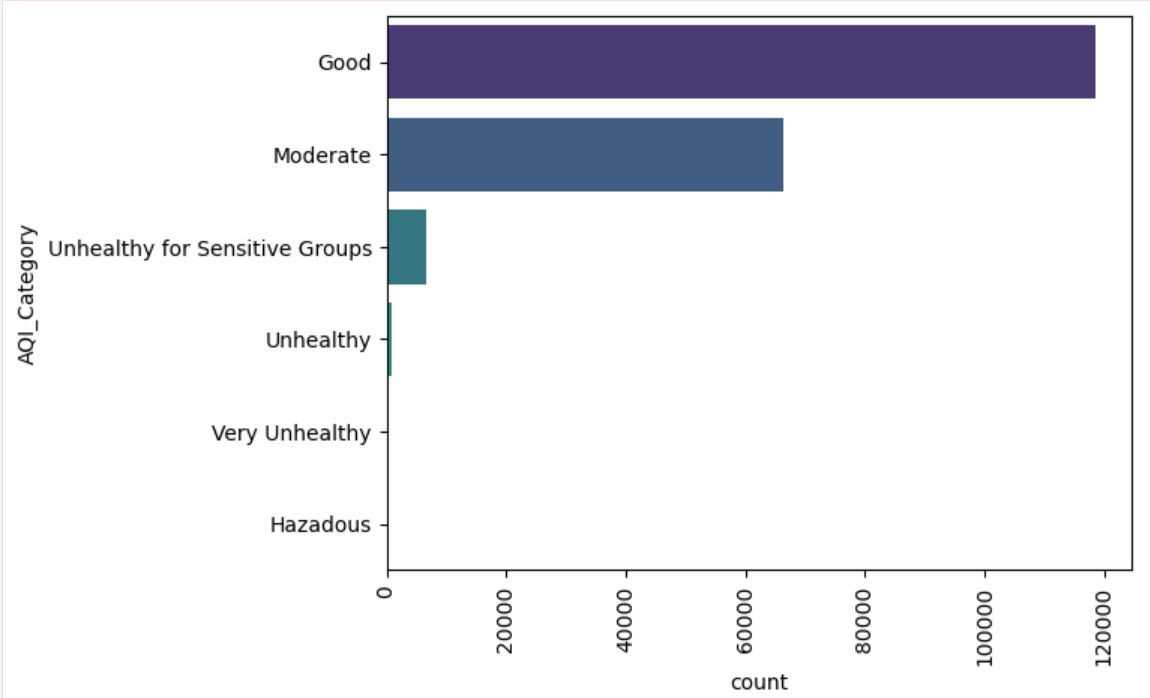 Good
Moderate
Unhealthy for Sensitive Groups
Unhealthy
Very Unhealthy
Hazadous
AQI_Category
0
20000
40000
60000
80000
100000
120000
count